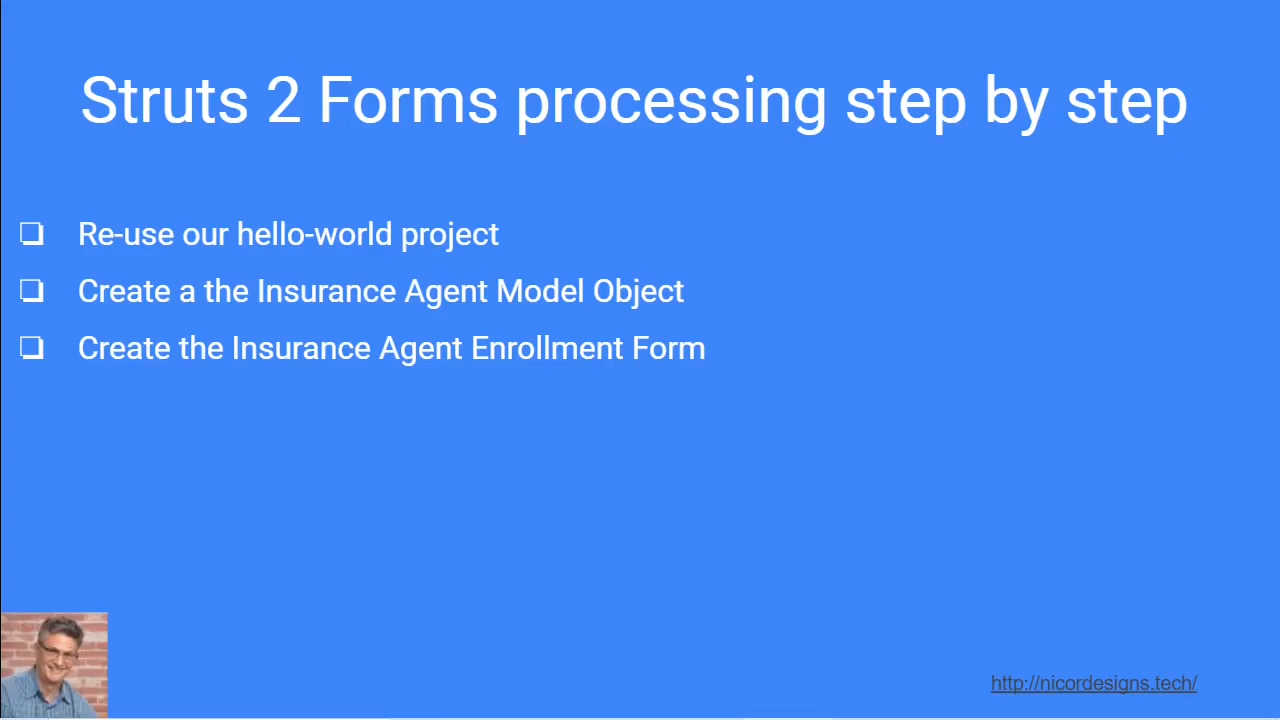 Struts 2 Forms processing step by step
Re-use our hello-world project
Create a the Insurance Agent Model Object
Create the Insurance Agent Enrollment Form
http://nicordesigns.tech/